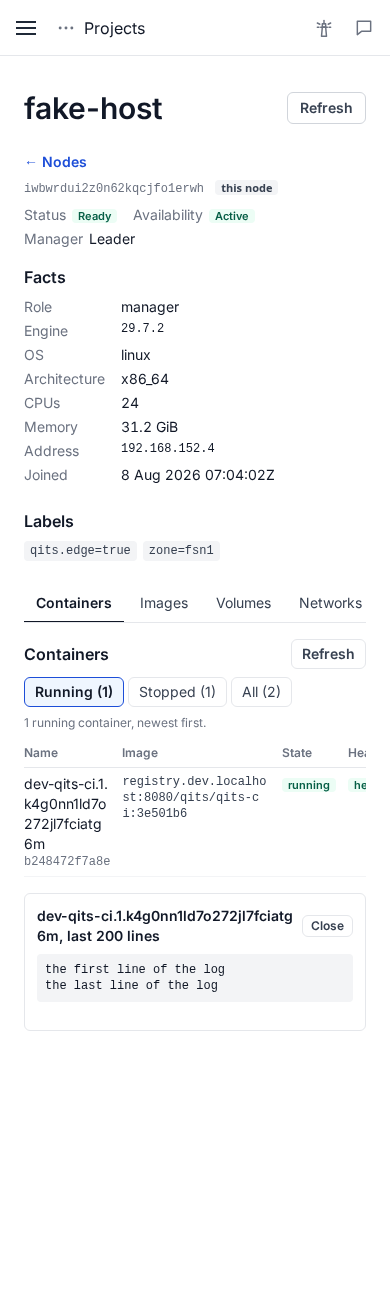 Projects
fake-host
Refresh
← Nodes
iwbwrdui2z0n62kqcjfo1erwh this node
Status Ready Availability Active
Manager Leader
Facts
Role manager
Engine 29.7.2
OS linux
Architecture x86_64
CPUs 24
Memory 31.2 GiB
Address 192.168.152.4
Joined 8 Aug 2026 07:04:02Z
Labels
qits.edge=true zone=fsn1
Containers Images Volumes Networks
Containers Refresh
Running (1) Stopped (1) All (2)
1 running container, newest first.
Name Image State Hea
dev-qits-ci.1. registry.dev.localho running he
k4g0nn1ld7o st:8080/qits/qits-c
272jl7fciatg i:3e501b6
6m
b248472f7a8e
dev-qits-ci.1.k4g0nn1ld7o272jl7fciatg
6m, last 200 lines
Close
the first line of the log
the last line of the log